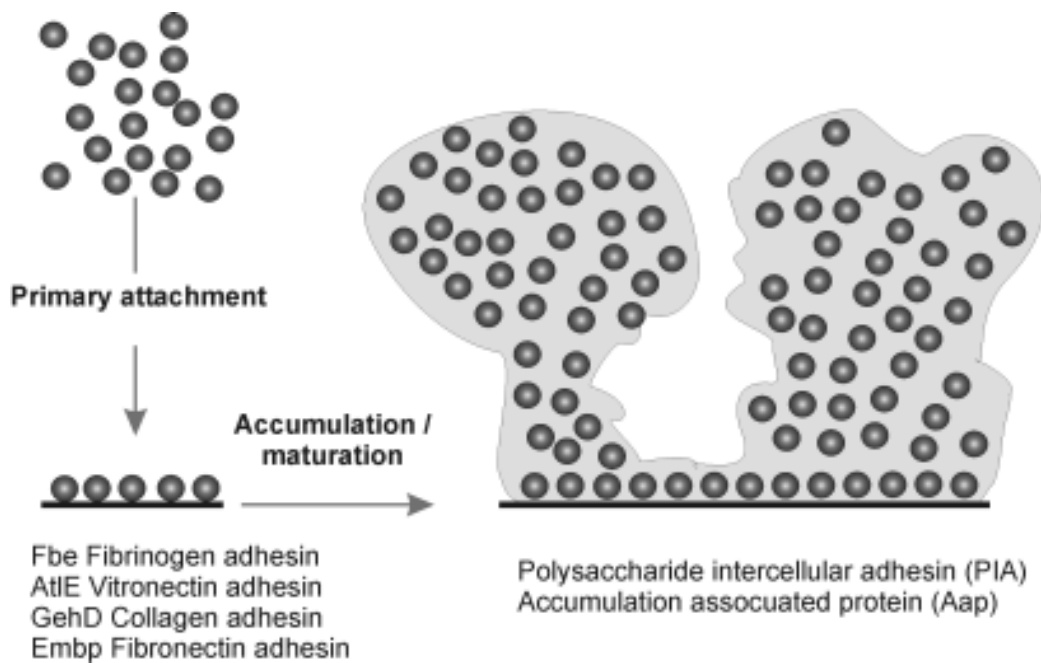 Primary attachment
Accumulation /
maturation
Fbe Fibrinogen adhesin
AtlE Vitronectin adhesin
GehD Collagen adhesin
Embp Fibronectin adhesin
Polysaccharide intercellular adhesin (PIA)
Accumulation assocuated protein (Aap)